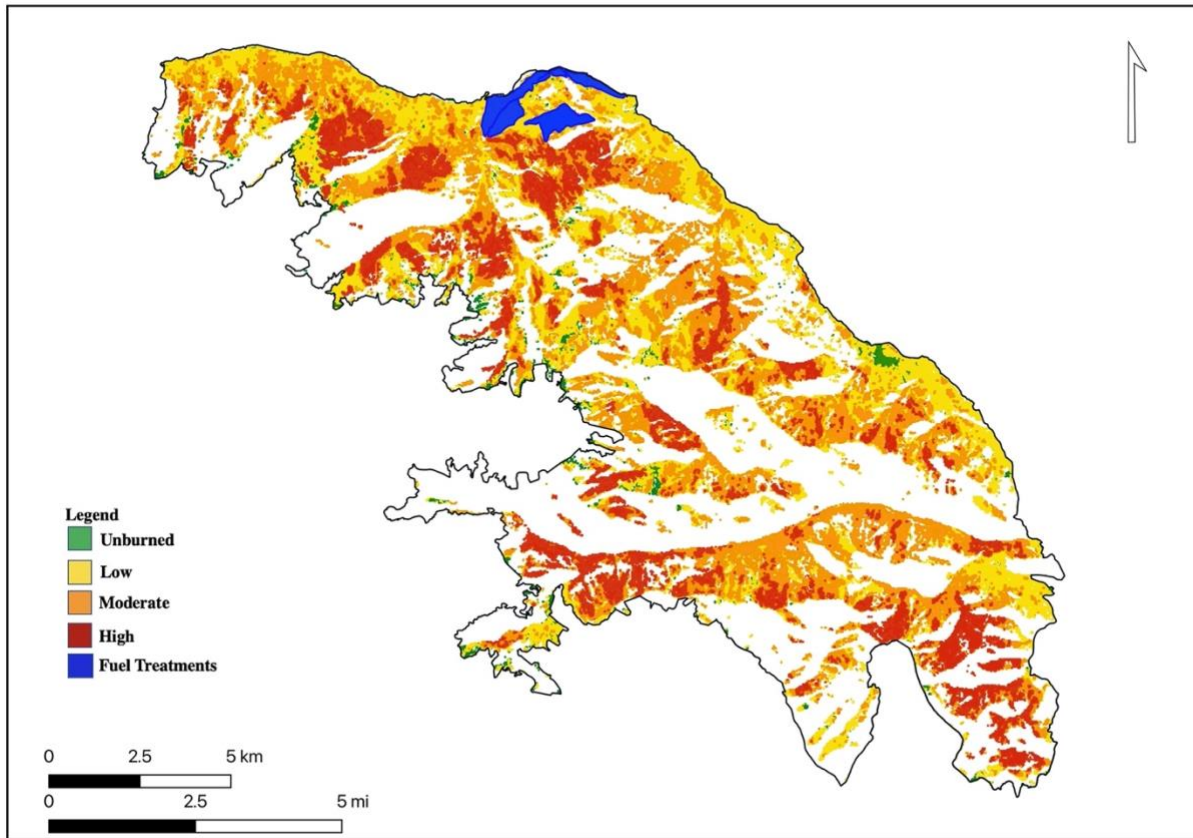 Legend
Unburned
Low
Moderate
High
Fuel Treatments
0 2.5 5 km
0 2.5 5 mi